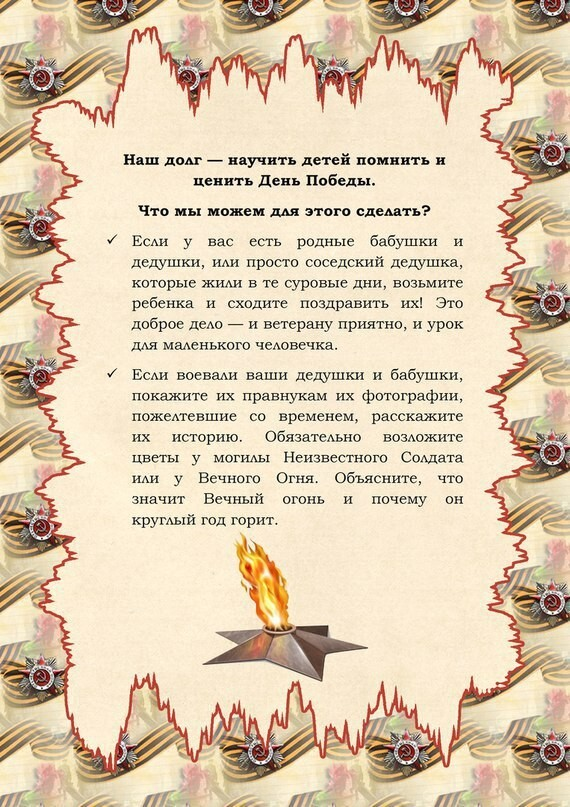 Наш долг — научить детей помнить и
ценить День Победы.
Что мы можем для этого сделать?
✓ Если у вас есть родные бабушки и
дедушки, или просто соседский дедушка,
которые жили в те суровые дни, возьмите
ребенка и сходите поздравить их! Это
доброе дело — и ветерану приятно, и урок
для маленького человечка.
✓ Если воевали ваши дедушки и бабушки,
покажите их правнукам их фотографии,
пожелтевшие со временем, расскажите
их историю. Обязательно возложите
цветы у могилы Неизвестного Солдата
или у Вечного Огня. Объясните, что
значит Вечный огонь и почему он
круглый год горит.